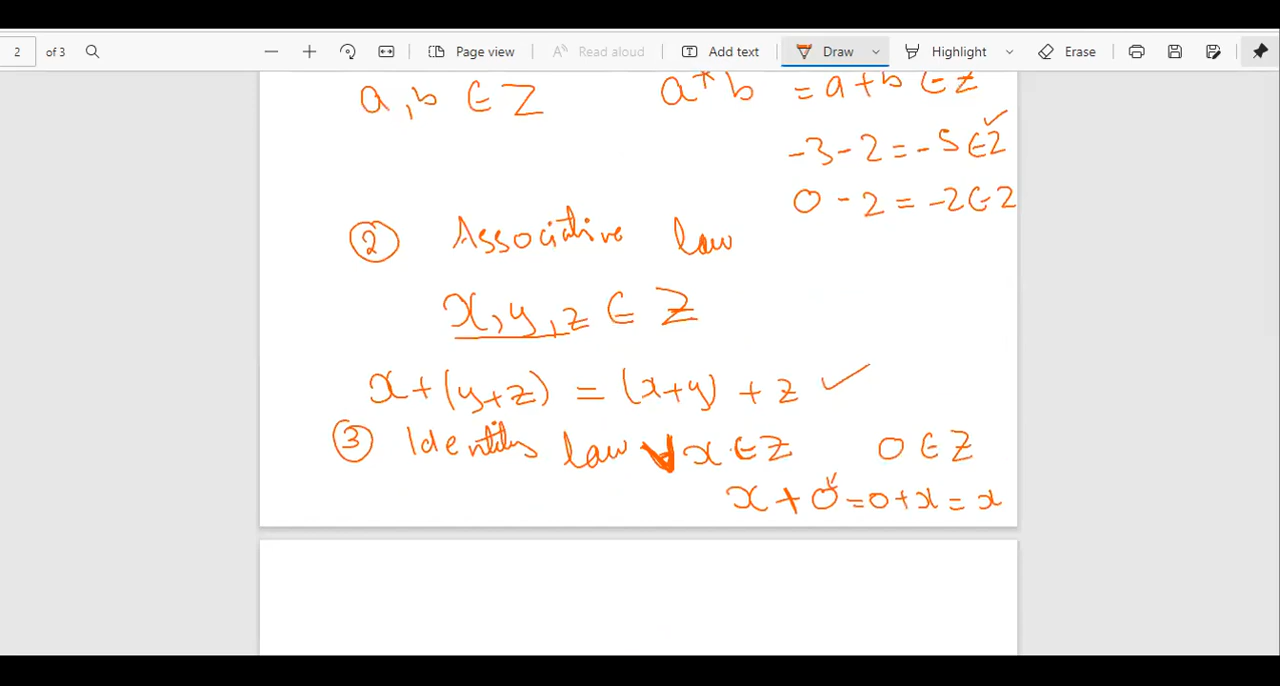 2 of 3 Page view Read aloud Add text Draw Highlight Erase
a, b ∈ Z a * b = a + b ∈ Z
-3 - 2 = -5 ∈ Z ✓
0 - 2 = -2 ∈ Z
② Associative law
x, y, z ∈ Z
x + (y + z) = (x + y) + z ✓
③ Identity law ∀ x ∈ Z 0 ∈ Z
x + 0 = 0 + x = x